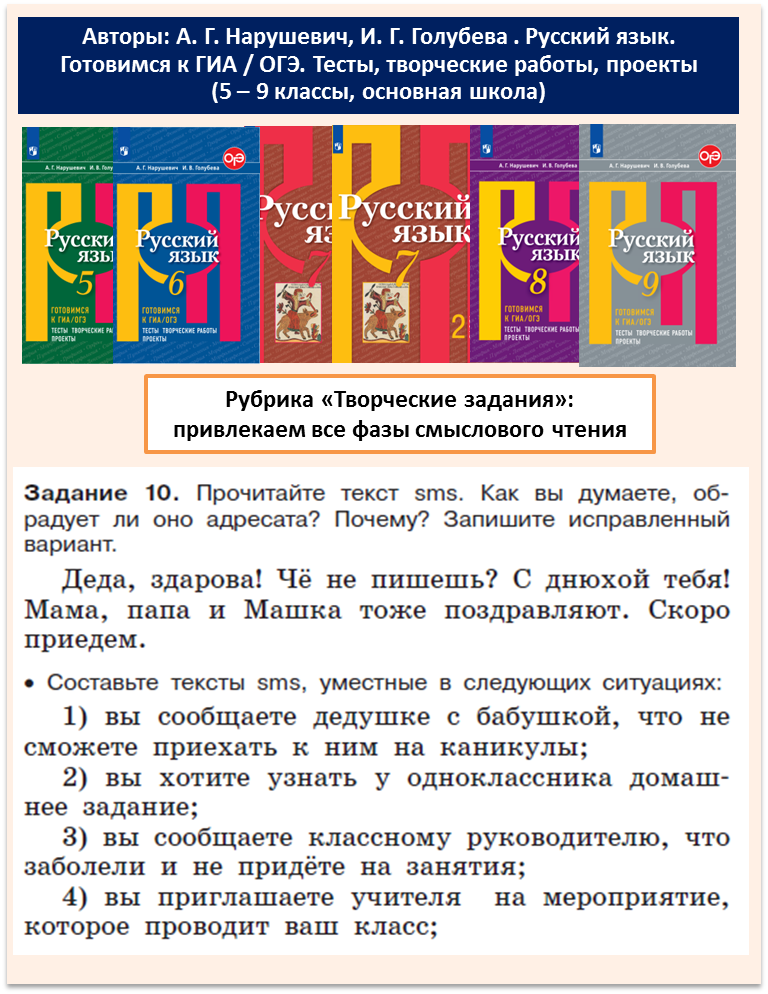 Авторы: А. Г. Нарушевич, И. Г. Голубева . Русский язык.
Готовимся к ГИА / ОГЭ. Тесты, творческие работы, проекты
(5 – 9 классы, основная школа)
А. Г. Нарушевич И. В. Голу
Русский
язык
5
ГОТОВИМСЯ
К ГИА/ОГЭ
ТЕСТЫ ТВОРЧЕСКИЕ РА
ПРОЕКТЫ
ОГЭ
А. Г. Нарушевич И. В. Голубева
Русский
язык
6
ГОТОВИМСЯ
К ГИА/ОГЭ
ТЕСТЫ ТВОРЧЕСКИЕ РАБОТЫ
ПРОЕКТЫ
Русский
язык
7
Русский
язык
7
2
А. Г. Нарушевич И. В. Голубева
Русский
язык
8
ГОТОВИМСЯ
К ГИА/ОГЭ
ТЕСТЫ ТВОРЧЕСКИЕ РАБОТЫ
ПРОЕКТЫ
ОГЭ
А. Г. Нарушевич И. В. Голубева
Русский
язык
9
ГОТОВИМСЯ
К ГИА/ОГЭ
ТЕСТЫ ТВОРЧЕСКИЕ РАБОТЫ
ПРОЕКТЫ
Рубрика «Творческие задания»:
привлекаем все фазы смыслового чтения
Задание 10. Прочитайте текст sms. Как вы думаете, об-
радует ли оно адресата? Почему? Запишите исправленный
вариант.
Деда, здарова! Чё не пишешь? С днюхой тебя!
Мама, папа и Машка тоже поздравляют. Скоро
приедем.
• Составьте тексты sms, уместные в следующих ситуациях:
1) вы сообщаете дедушке с бабушкой, что не
сможете приехать к ним на каникулы;
2) вы хотите узнать у одноклассника домаш-
нее задание;
3) вы сообщаете классному руководителю, что
заболели и не придёте на занятия;
4) вы приглашаете учителя на мероприятие,
которое проводит ваш класс;